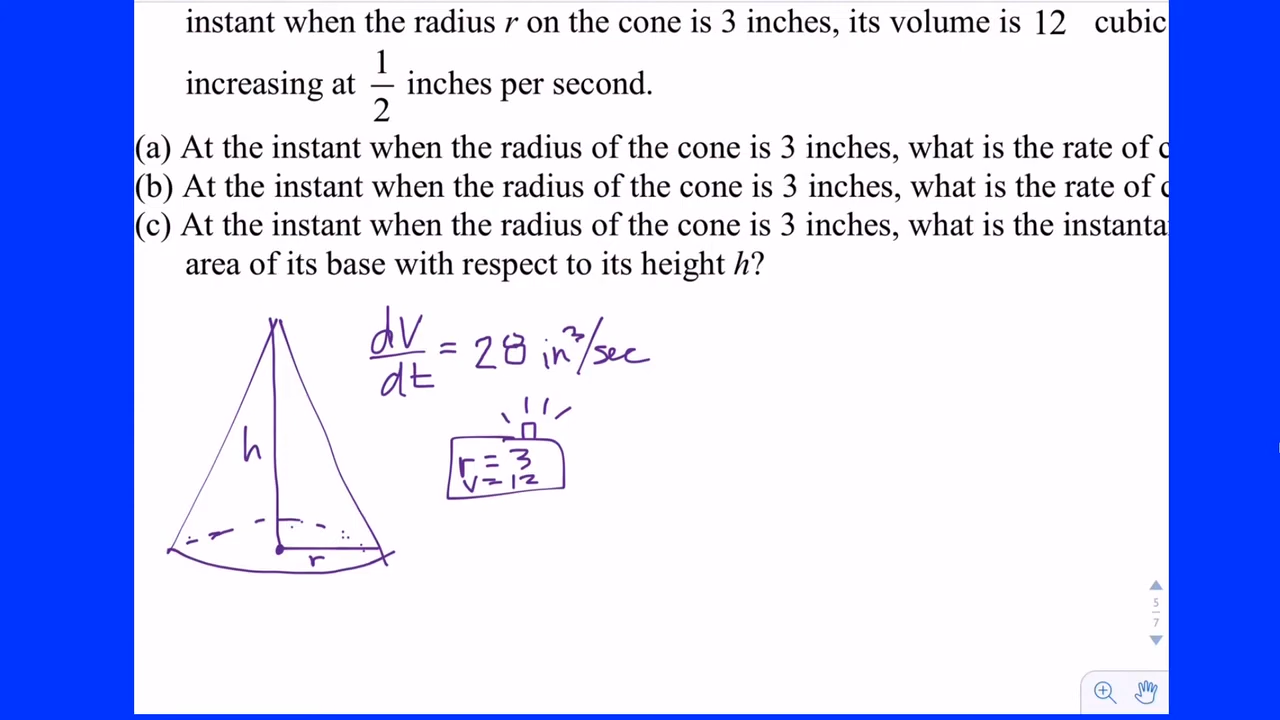 instant when the radius r on the cone is 3 inches, its volume is 12 cubic
increasing at 1/2 inches per second.
(a) At the instant when the radius of the cone is 3 inches, what is the rate of c
(b) At the instant when the radius of the cone is 3 inches, what is the rate of c
(c) At the instant when the radius of the cone is 3 inches, what is the instanta
area of its base with respect to its height h?
dV/dt = 28 in³/sec
h
r = 3
V = 12
r
5
7